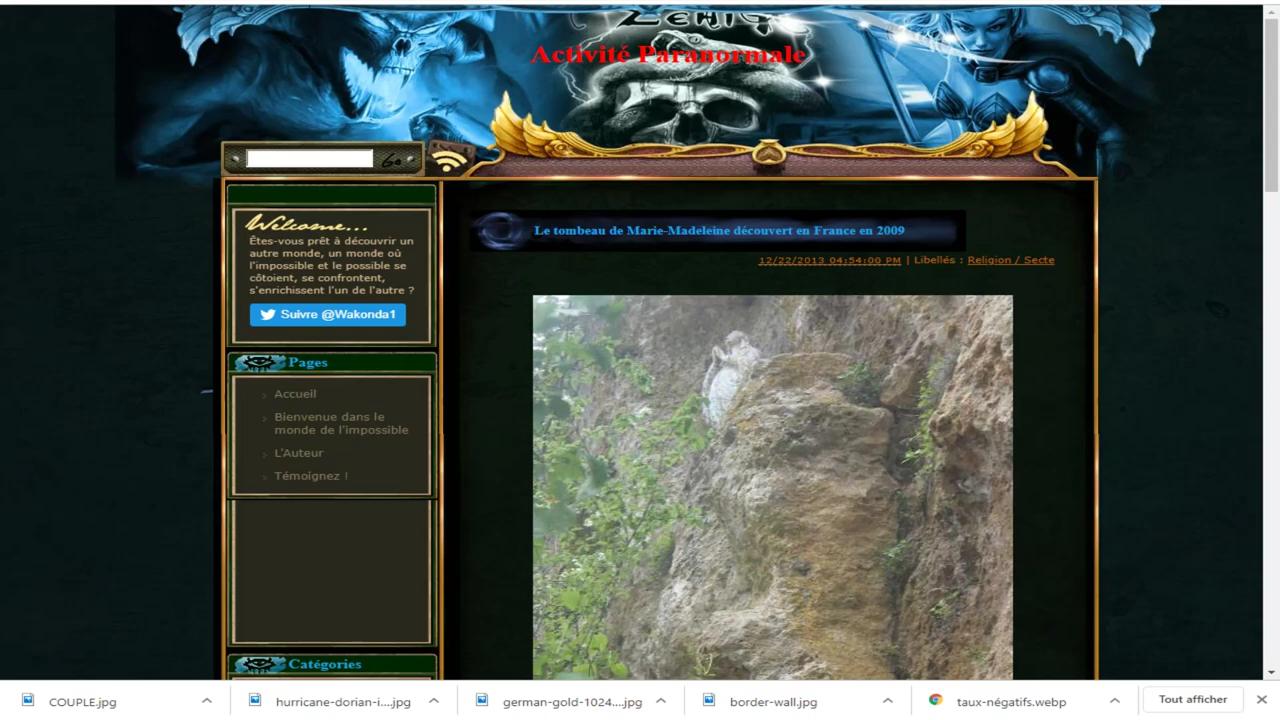 Zehig
Activité Paranormale
Go
Le tombeau de Marie-Madeleine découvert en France en 2009
12/22/2013 04:54:00 PM | Libellés : Religion / Secte
Welcome...
Êtes-vous prêt à découvrir un
autre monde, un monde où
l'impossible et le possible se
côtoient, se confrontent,
s'enrichissent l'un de l'autre ?
Suivre @Wakonda1
Pages
Accueil
Bienvenue dans le
monde de l'impossible
L'Auteur
Témoignez !
Catégories
COUPLE.jpg
hurricane-dorian-i....jpg
german-gold-1024....jpg
border-wall.jpg
taux-négatifs.webp
Tout afficher